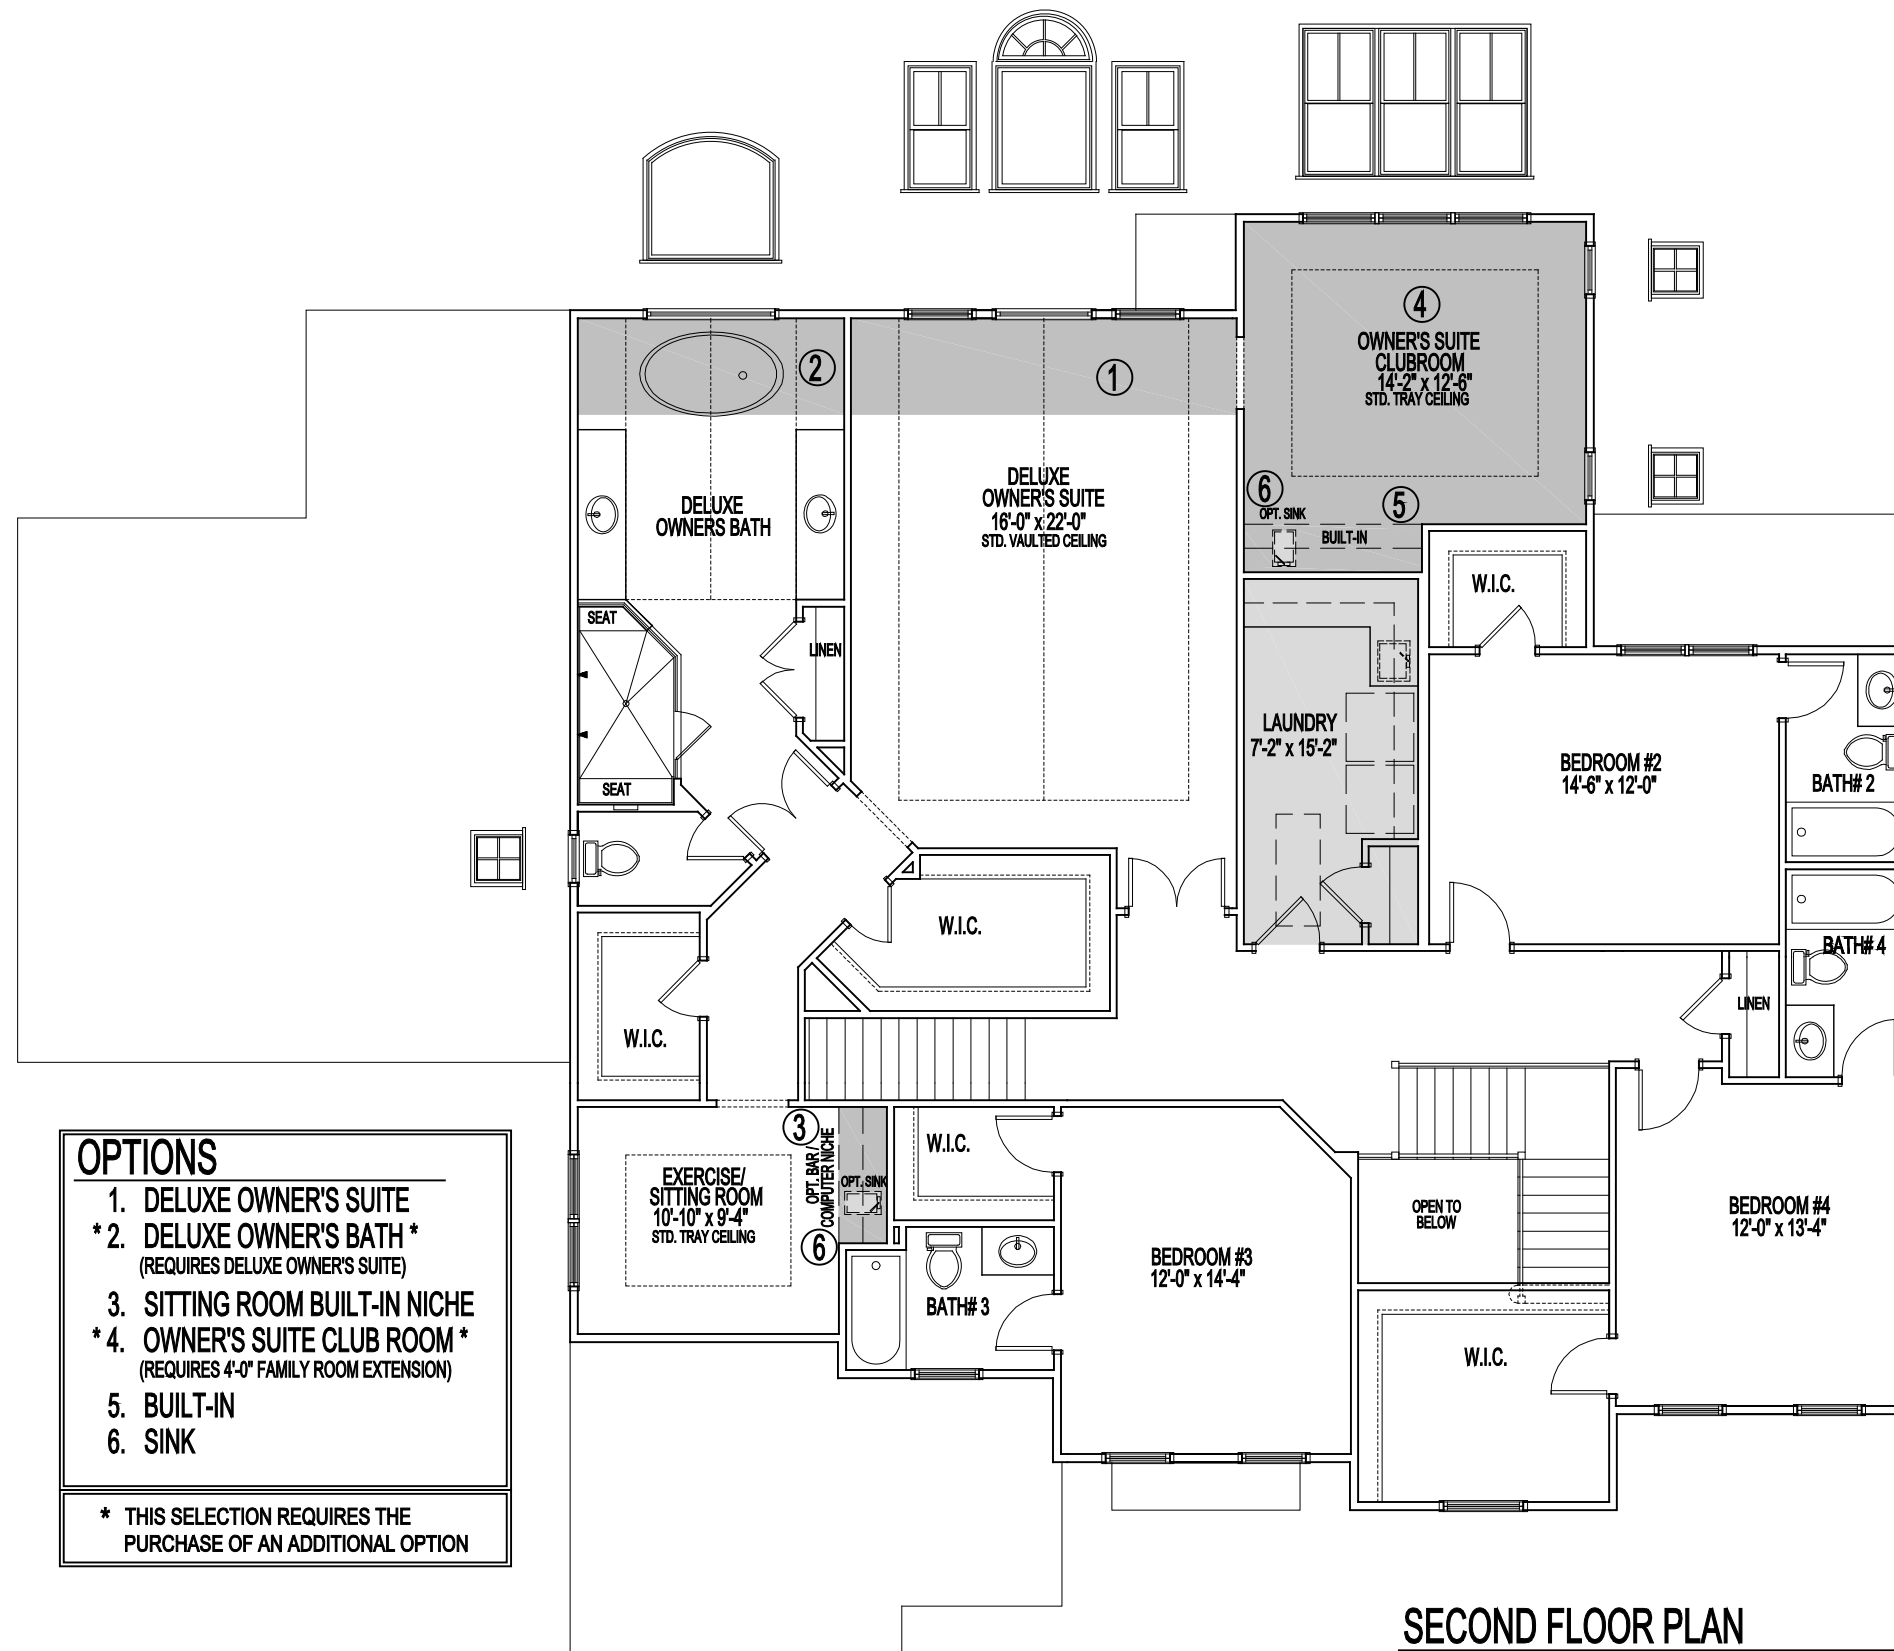 4
OWNER'S SUITE
CLUBROOM
14'-2" x 12'-6"
STD. TRAY CEILING
2
1
DELUXE
OWNERS BATH
DELUXE
OWNER'S SUITE
16'-0" x 22'-0"
STD. VAULTED CEILING
6
OPT. SINK
5
BUILT-IN
W.I.C.
SEAT
LINEN
SEAT
LAUNDRY
7'-2" x 15'-2"
BEDROOM #2
14'-6" x 12'-0"
BATH# 2
W.I.C.
BATH# 4
W.I.C.
LINEN
3
OPT. BAR /
COMPUTER NICHE
OPT. SINK
6
EXERCISE/
SITTING ROOM
10'-10" x 9'-4"
STD. TRAY CEILING
W.I.C.
BATH# 3
BEDROOM #3
12'-0" x 14'-4"
OPEN TO
BELOW
BEDROOM #4
12'-0" x 13'-4"
W.I.C.
OPTIONS
1. DELUXE OWNER'S SUITE
* 2. DELUXE OWNER'S BATH *
(REQUIRES DELUXE OWNER'S SUITE)
3. SITTING ROOM BUILT-IN NICHE
* 4. OWNER'S SUITE CLUB ROOM *
(REQUIRES 4'-0" FAMILY ROOM EXTENSION)
5. BUILT-IN
6. SINK
* THIS SELECTION REQUIRES THE
PURCHASE OF AN ADDITIONAL OPTION
SECOND FLOOR PLAN